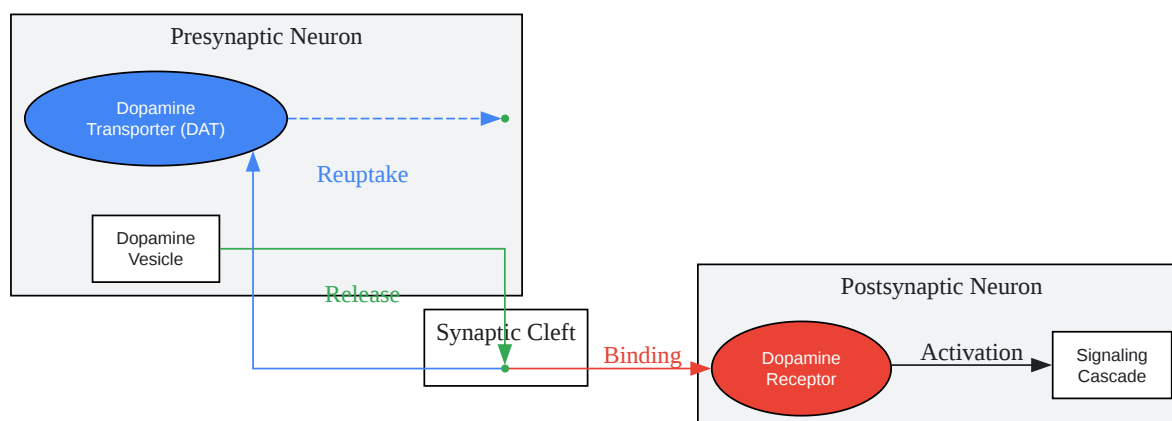 Presynaptic Neuron
Dopamine
Transporter (DAT)
Reuptake
Dopamine
Vesicle
Release
Synaptic Cleft
Binding
Postsynaptic Neuron
Dopamine
Receptor
Activation
Signaling
Cascade